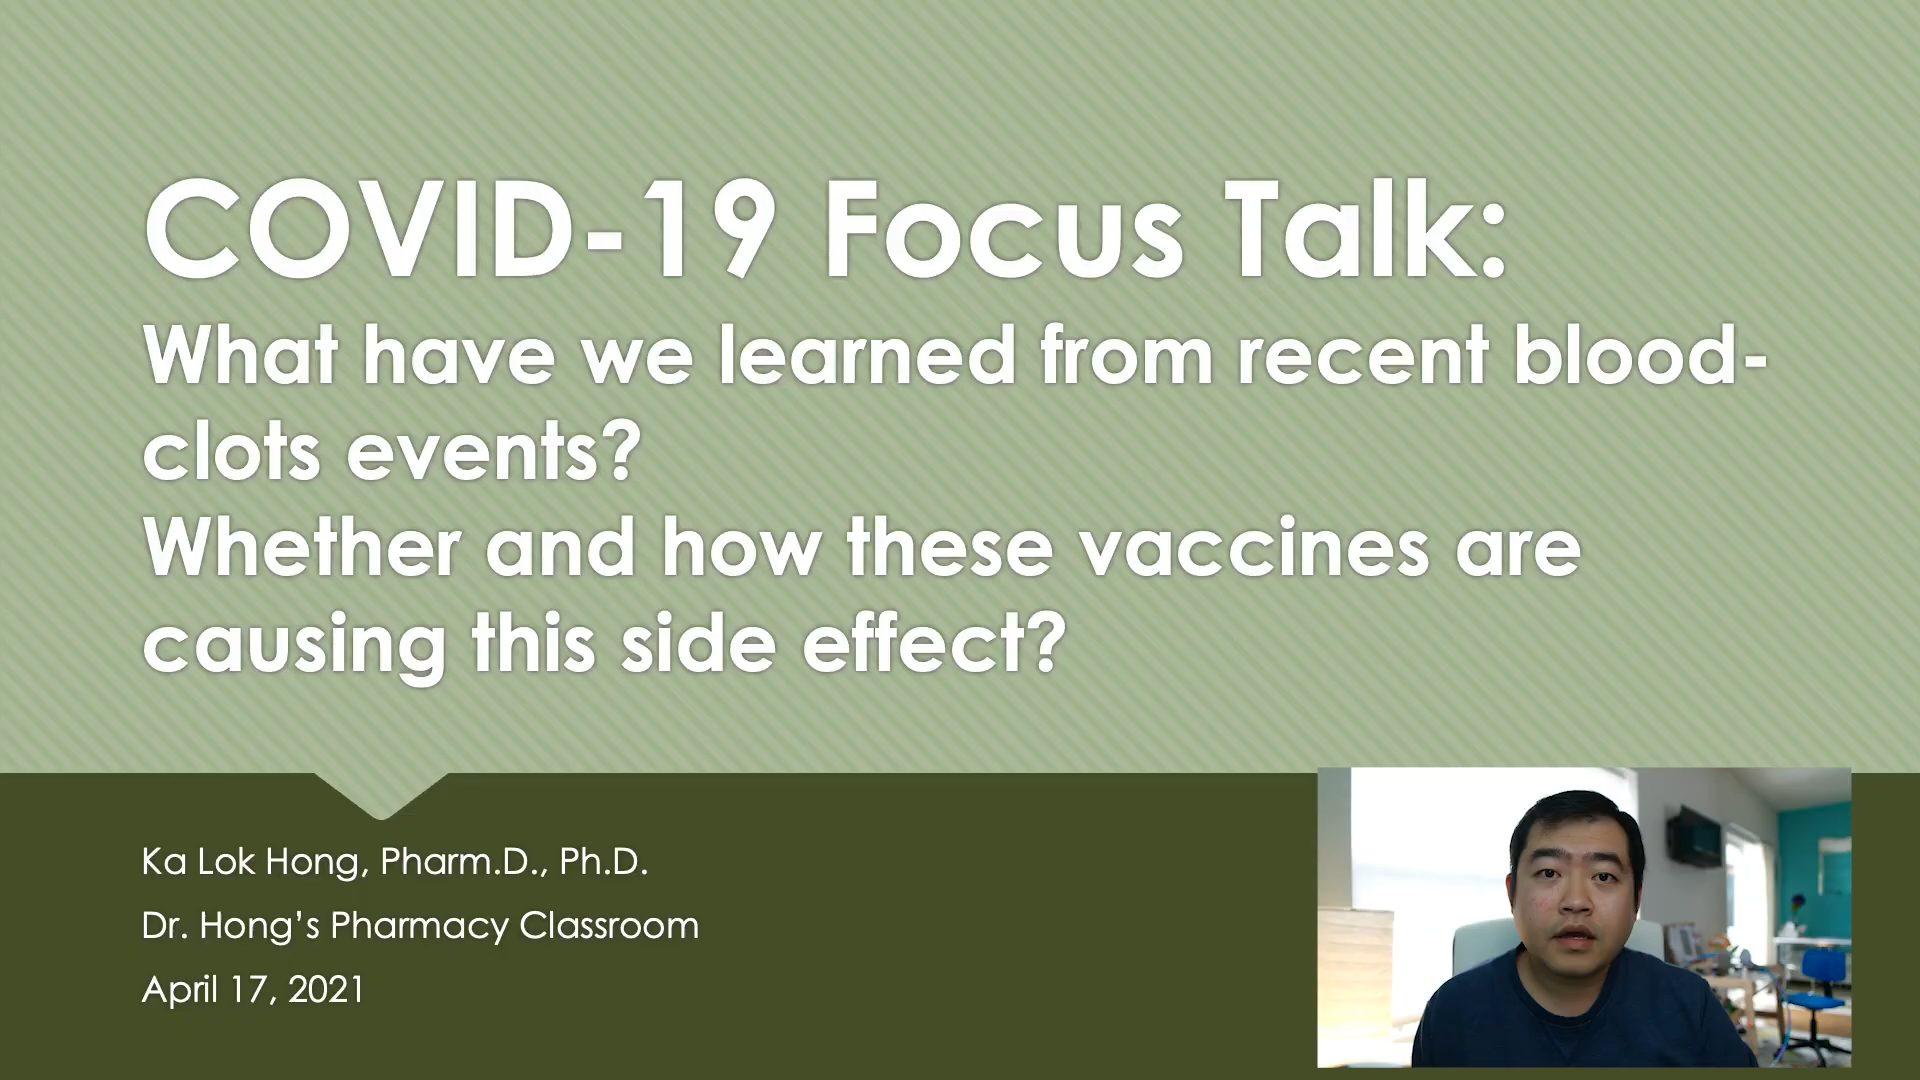 COVID-19 Focus Talk:
What have we learned from recent blood-
clots events?
Whether and how these vaccines are
causing this side effect?
Ka Lok Hong, Pharm.D., Ph.D.
Dr. Hong's Pharmacy Classroom
April 17, 2021